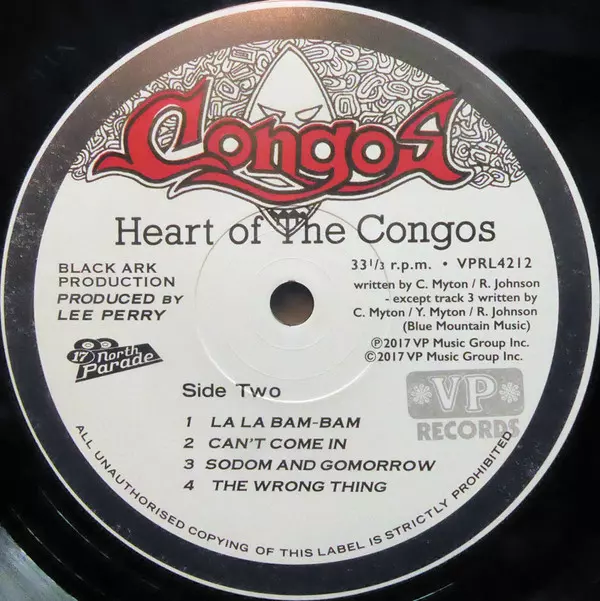 Congos
Heart of The Congos
BLACK ARK
PRODUCTION
PRODUCED BY
LEE PERRY
17 North
Parade
33 1/3 r.p.m. • VPRL4212
written by C. Myton / R. Johnson
- except track 3 written by
C. Myton / Y. Myton / R. Johnson
(Blue Mountain Music)
℗2017 VP Music Group Inc.
©2017 VP Music Group Inc.
VP
RECORDS
Side Two
1 LA LA BAM-BAM
2 CAN'T COME IN
3 SODOM AND GOMORROW
4 THE WRONG THING
ALL UNAUTHORISED COPYING OF THIS LABEL IS STRICTLY PROHIBITED